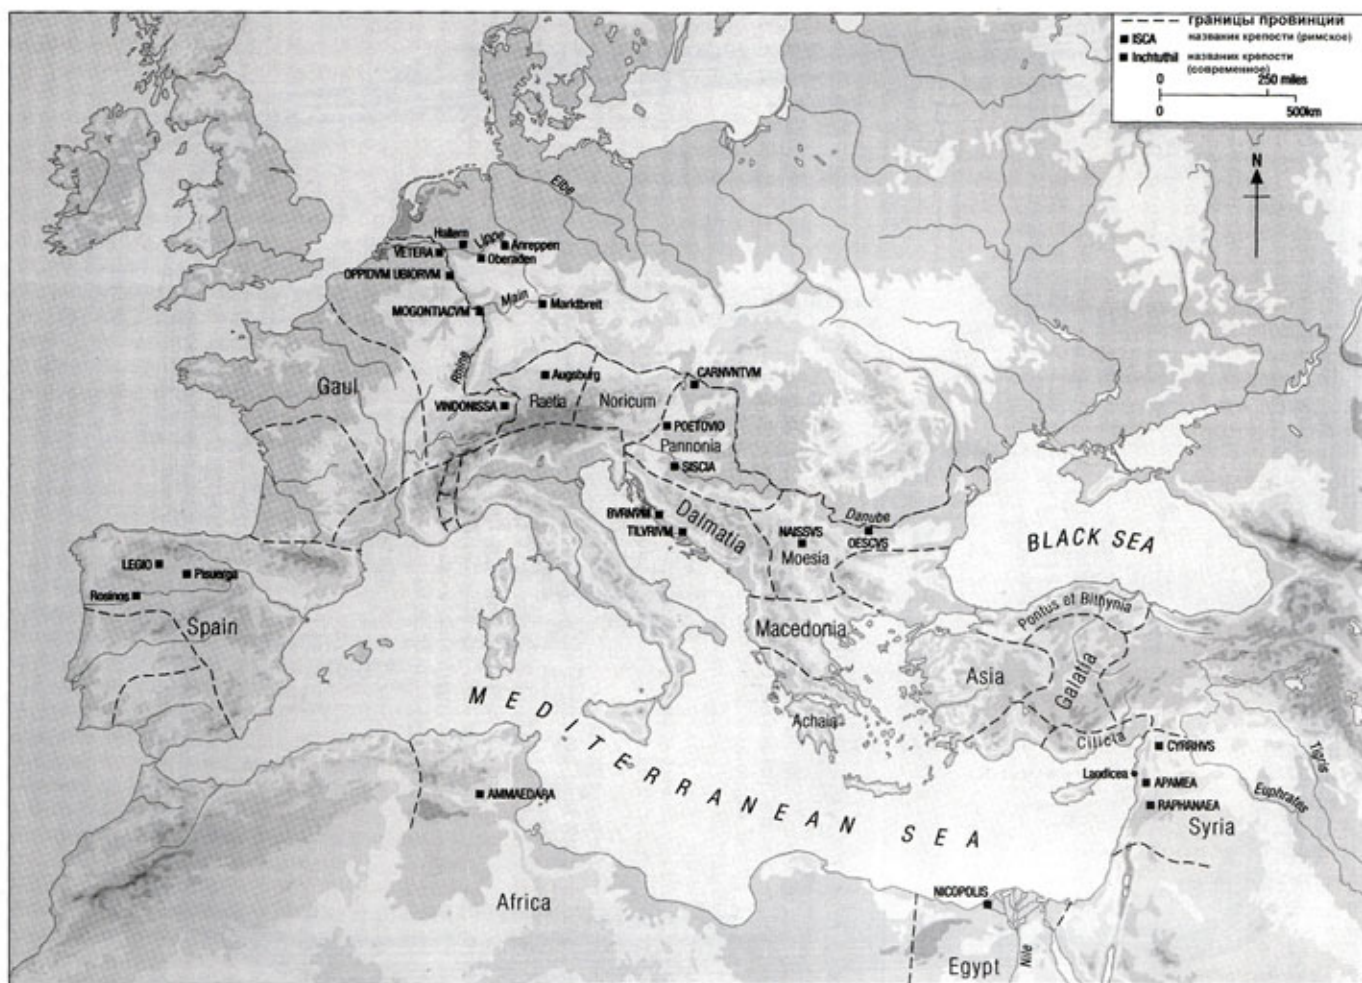 границы провинций
ISCA названик крепости (римское)
Inchtuthil названик крепости
(современное)
0 250 miles
0 500km
N
Elbe
Haltern
Lippe
Anreppen
VETERA
Oberaden
OPPIDVM UBIORVM
Main
Marktbreit
MOGONTIACVM
Rhine
Gaul
Augsburg
CARNVNTVM
Raetia
Noricum
VINDONISSA
POETOVIO
Pannonia
SISCIA
BVRNVM
TILVRIVM
Dalmatia
NAISSVS
Moesia
Danube
OESCVS
BLACK SEA
LEGIO
Pisuerga
Rosinos
Spain
Pontus et Bithynia
Macedonia
Asia
Galatia
Achaia
Cilicia
CYRRHVS
Tigris
MEDITERRANEAN SEA
Landicea
APAMEA
Euphrates
RAPHANAEA
Syria
AMMAEDARA
Africa
NICOPOLIS
Egypt
Nile